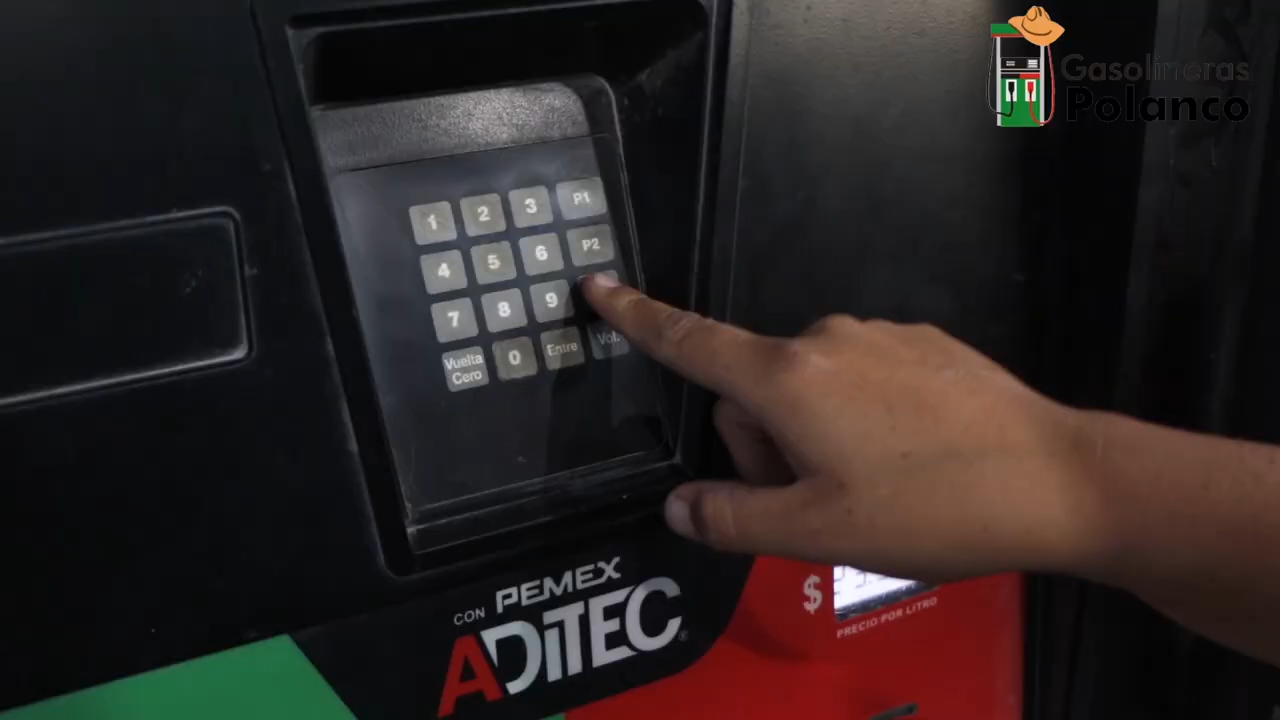 Gasolineras
Polanco
1 2 3 P1
4 5 6 P2
7 8 9
Vuelta
Cero
0 Entre Vol.
CON PEMEX
ADITEC®
$
PRECIO POR LITRO